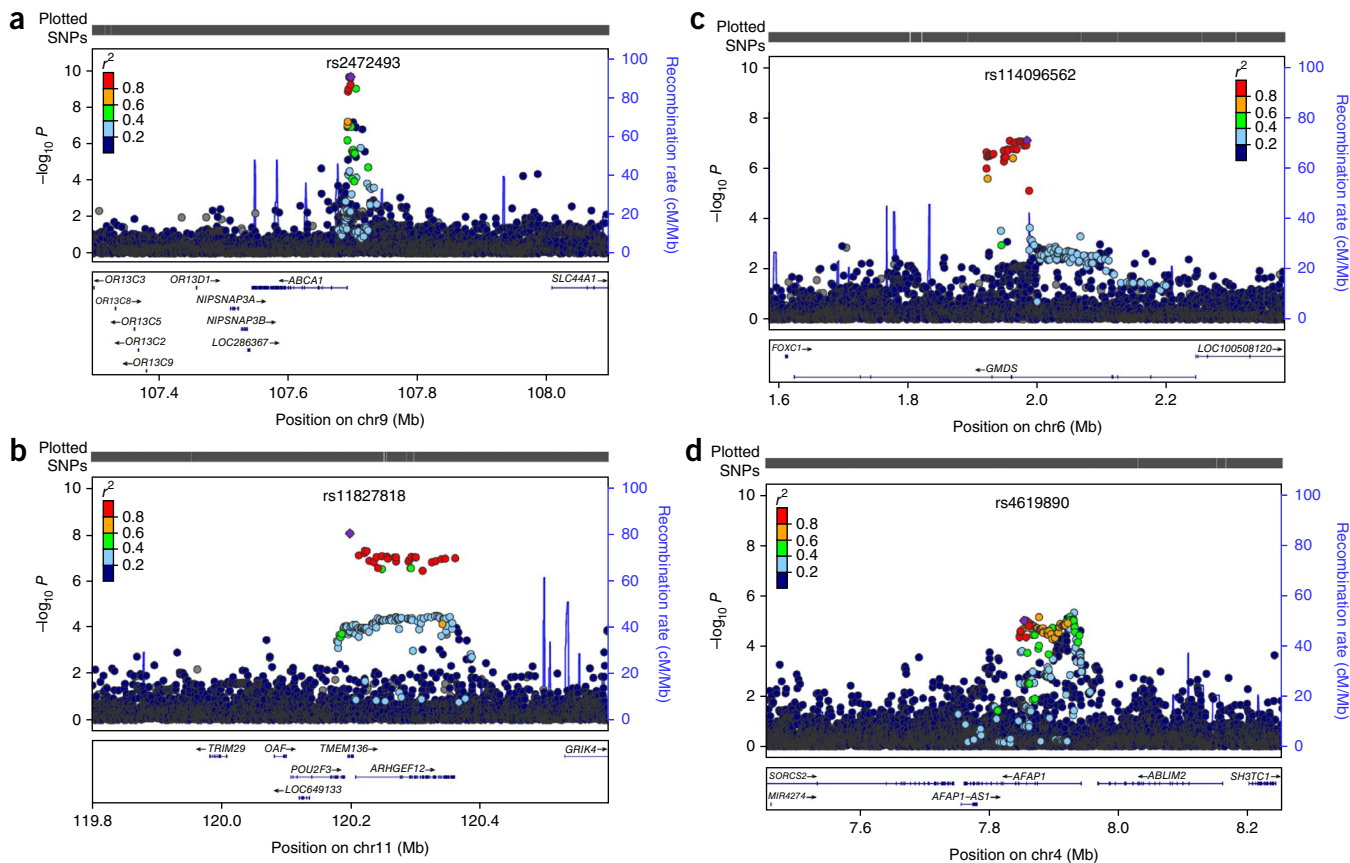 a
Plotted
SNPs
rs2472493
r²
0.8
0.6
0.4
0.2
10
8
6
4
2
0
–log₁₀ P
100
80
60
40
20
0
Recombination rate (cM/Mb)
←OR13C3
OR13D1→
←ABCA1
SLC44A1→
OR13C8→
NIPSNAP3A→
←OR13C5
NIPSNAP3B→
←OR13C2
LOC286367→
←OR13C9
107.4
107.6
107.8
108.0
Position on chr9 (Mb)
b
Plotted
SNPs
rs11827818
r²
0.8
0.6
0.4
0.2
10
8
6
4
2
0
–log₁₀ P
100
80
60
40
20
0
Recombination rate (cM/Mb)
←TRIM29
OAF→
TMEM136→
GRIK4→
POU2F3→
ARHGEF12→
←LOC649133
119.8
120.0
120.2
120.4
Position on chr11 (Mb)
c
Plotted
SNPs
rs114096562
r²
0.8
0.6
0.4
0.2
10
8
6
4
2
0
–log₁₀ P
100
80
60
40
20
0
Recombination rate (cM/Mb)
FOXC1→
LOC100508120→
←GMDS
1.6
1.8
2.0
2.2
Position on chr6 (Mb)
d
Plotted
SNPs
rs4619890
r²
0.8
0.6
0.4
0.2
10
8
6
4
2
0
–log₁₀ P
100
80
60
40
20
0
Recombination rate (cM/Mb)
SORCS2→
←AFAP1
←ABLIM2
SH3TC1→
MIR4274→
AFAP1–AS1→
7.6
7.8
8.0
8.2
Position on chr4 (Mb)